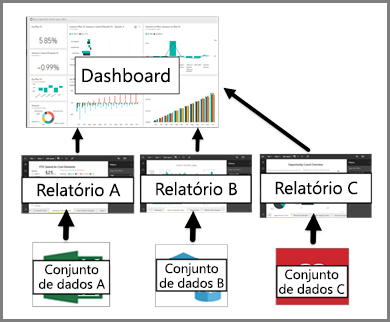 5.85%
-0.99%
Dashboard
Relatório A
Relatório B
Relatório C
Conjunto
de dados A
Conjunto
de dados B
Conjunto
de dados C